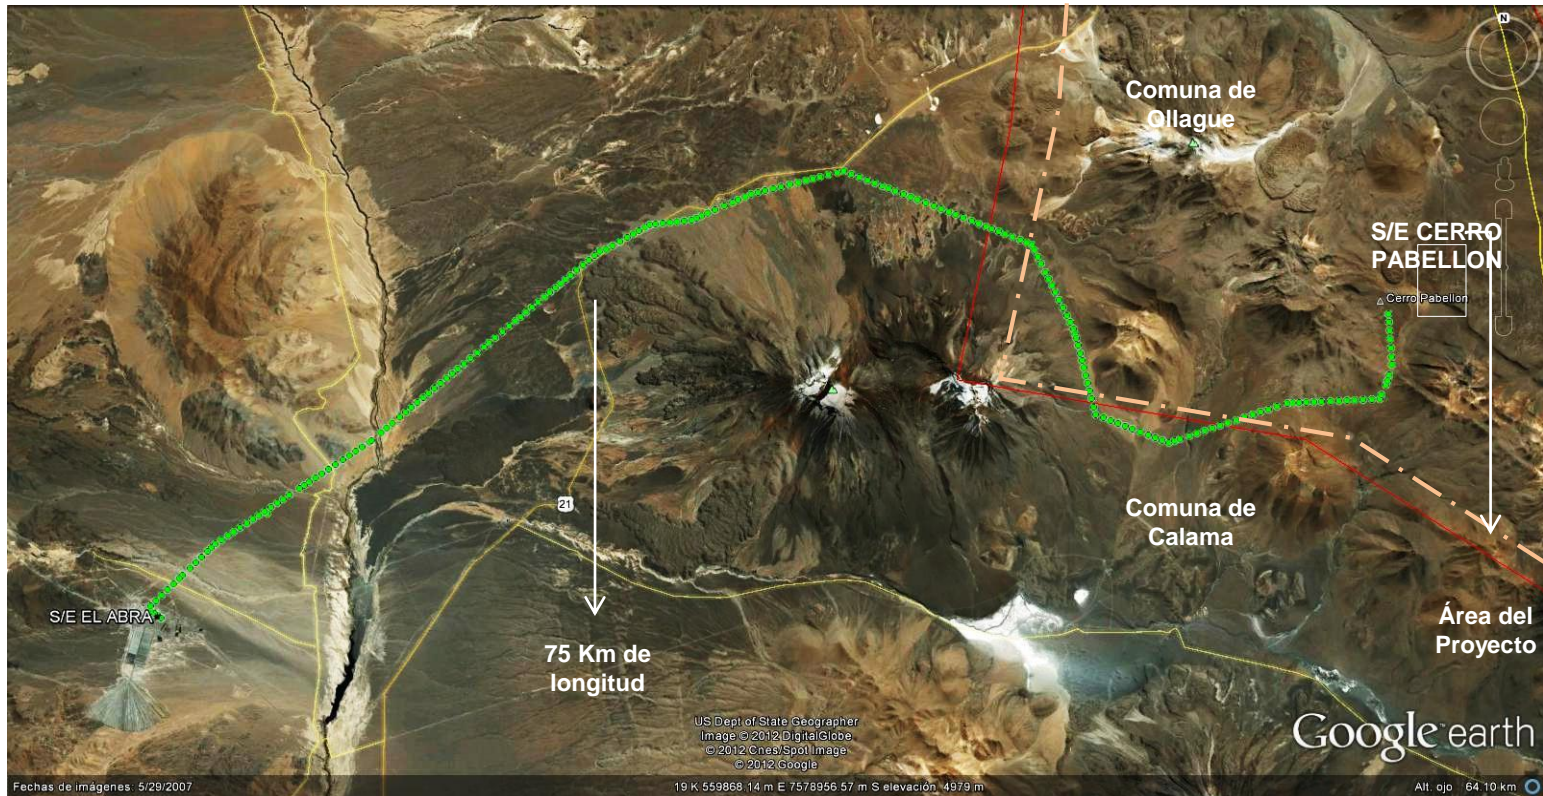 N
Comuna de
Ollague
S/E CERRO
PABELLON
Cerro Pabellon
21
Comuna de
Calama
S/E EL ABRA
Área del
Proyecto
75 Km de
longitud
US Dept of State Geographer
Image © 2012 DigitalGlobe
© 2012 Cnes/Spot Image
© 2012 Google
Google earth
Fechas de imágenes: 5/29/2007
19 K 559868.14 m E 7578956.57 m S elevación 4979 m
Alt. ojo 64.10 km